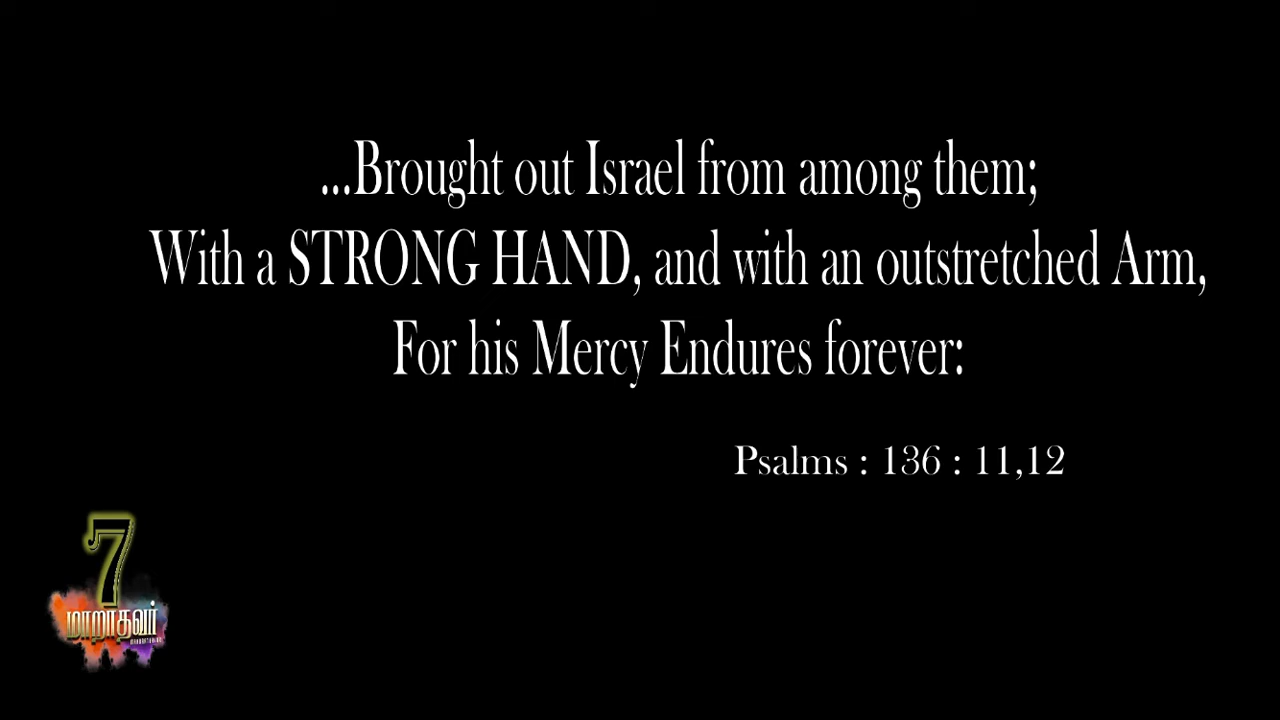 ...Brought out Israel from among them;
With a STRONG HAND, and with an outstretched Arm,
For his Mercy Endures forever:
Psalms : 136 : 11,12
7
மாறாதவர்